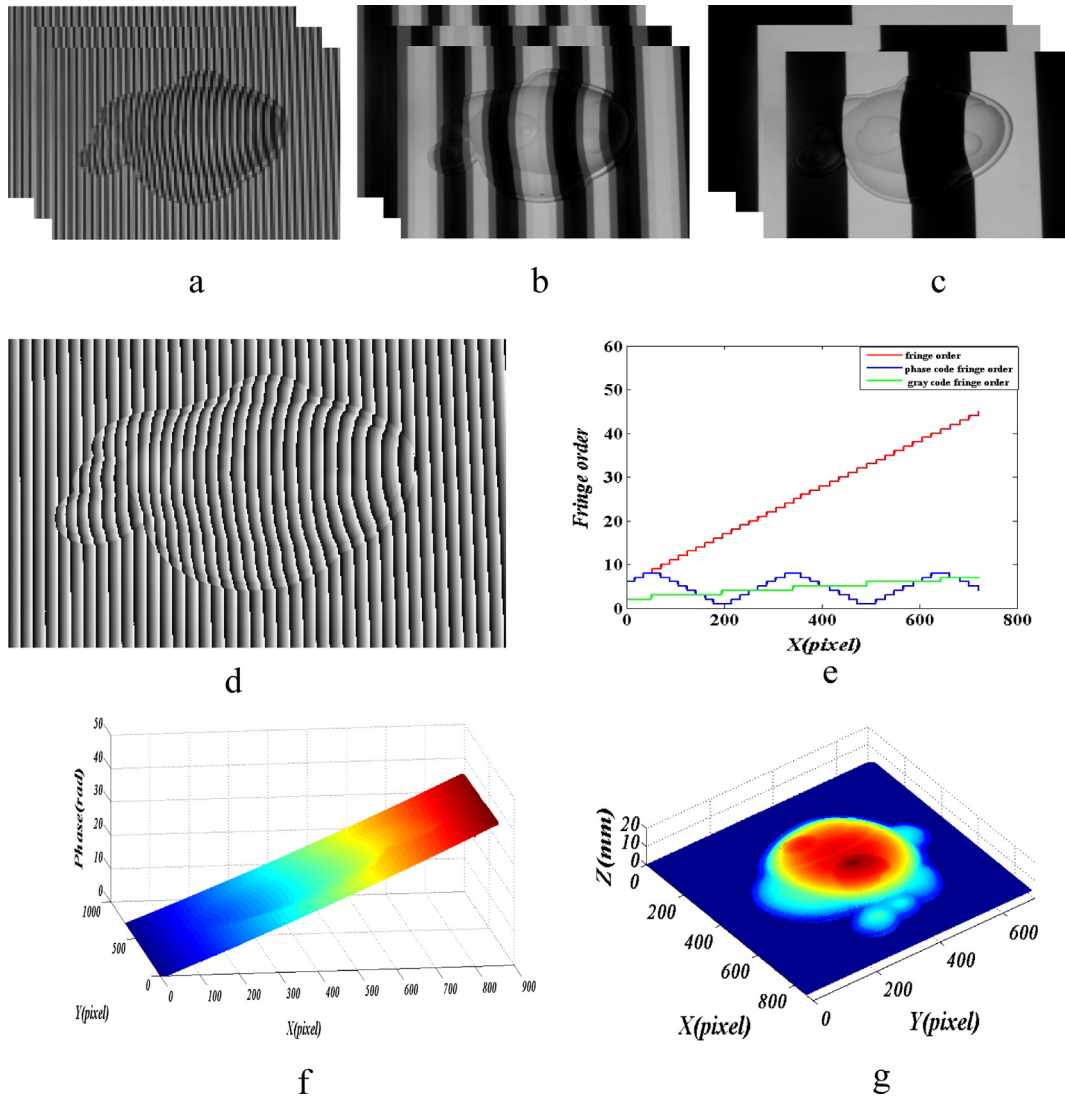 a
b
c
60
50
40
30
20
10
0
0
200
400
600
800
Fringe order
X(pixel)
fringe order
phase code fringe order
gray code fringe order
d
e
50
40
30
20
10
0
Phase(rad)
1000
500
0
Y(pixel)
0
100
200
300
400
500
600
700
800
900
X(pixel)
f
20
10
0
Z(mm)
0
200
400
600
800
X(pixel)
0
200
400
600
Y(pixel)
g